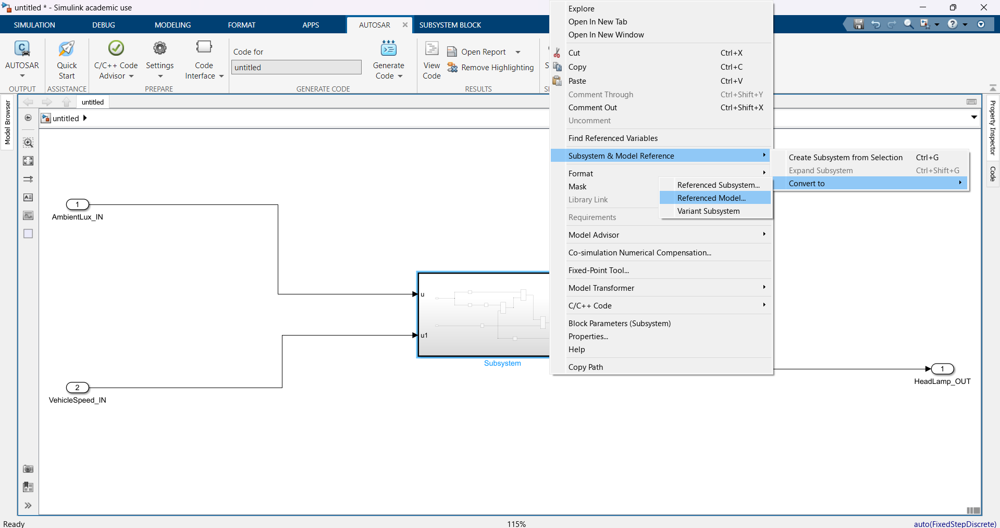 untitled * - Simulink academic use
SIMULATION DEBUG MODELING FORMAT APPS AUTOSAR SUBSYSTEM BLOCK
AUTOSAR
Quick
Start
C/C++ Code
Advisor
Settings
Code
Interface
Code for
untitled
Generate
Code
View
Code
Open Report
Remove Highlighting
S
OUTPUT ASSISTANCE PREPARE GENERATE CODE RESULTS
Model Browser
untitled
untitled
Property Inspector
Code
1
AmbientLux_IN
2
VehicleSpeed_IN
u
u1
Subsystem
1
HeadLamp_OUT
Explore
Open In New Tab
Open In New Window
Cut Ctrl+X
Copy Ctrl+C
Paste Ctrl+V
Comment Through Ctrl+Shift+Y
Comment Out Ctrl+Shift+X
Uncomment
Find Referenced Variables
Subsystem & Model Reference
Format
Mask
Library Link
Requirements
Model Advisor
Co-simulation Numerical Compensation...
Fixed-Point Tool...
Model Transformer
C/C++ Code
Block Parameters (Subsystem)
Properties...
Help
Copy Path
Create Subsystem from Selection Ctrl+G
Expand Subsystem Ctrl+Shift+G
Convert to
Referenced Subsystem...
Referenced Model...
Variant Subsystem
Ready 115% auto(FixedStepDiscrete)